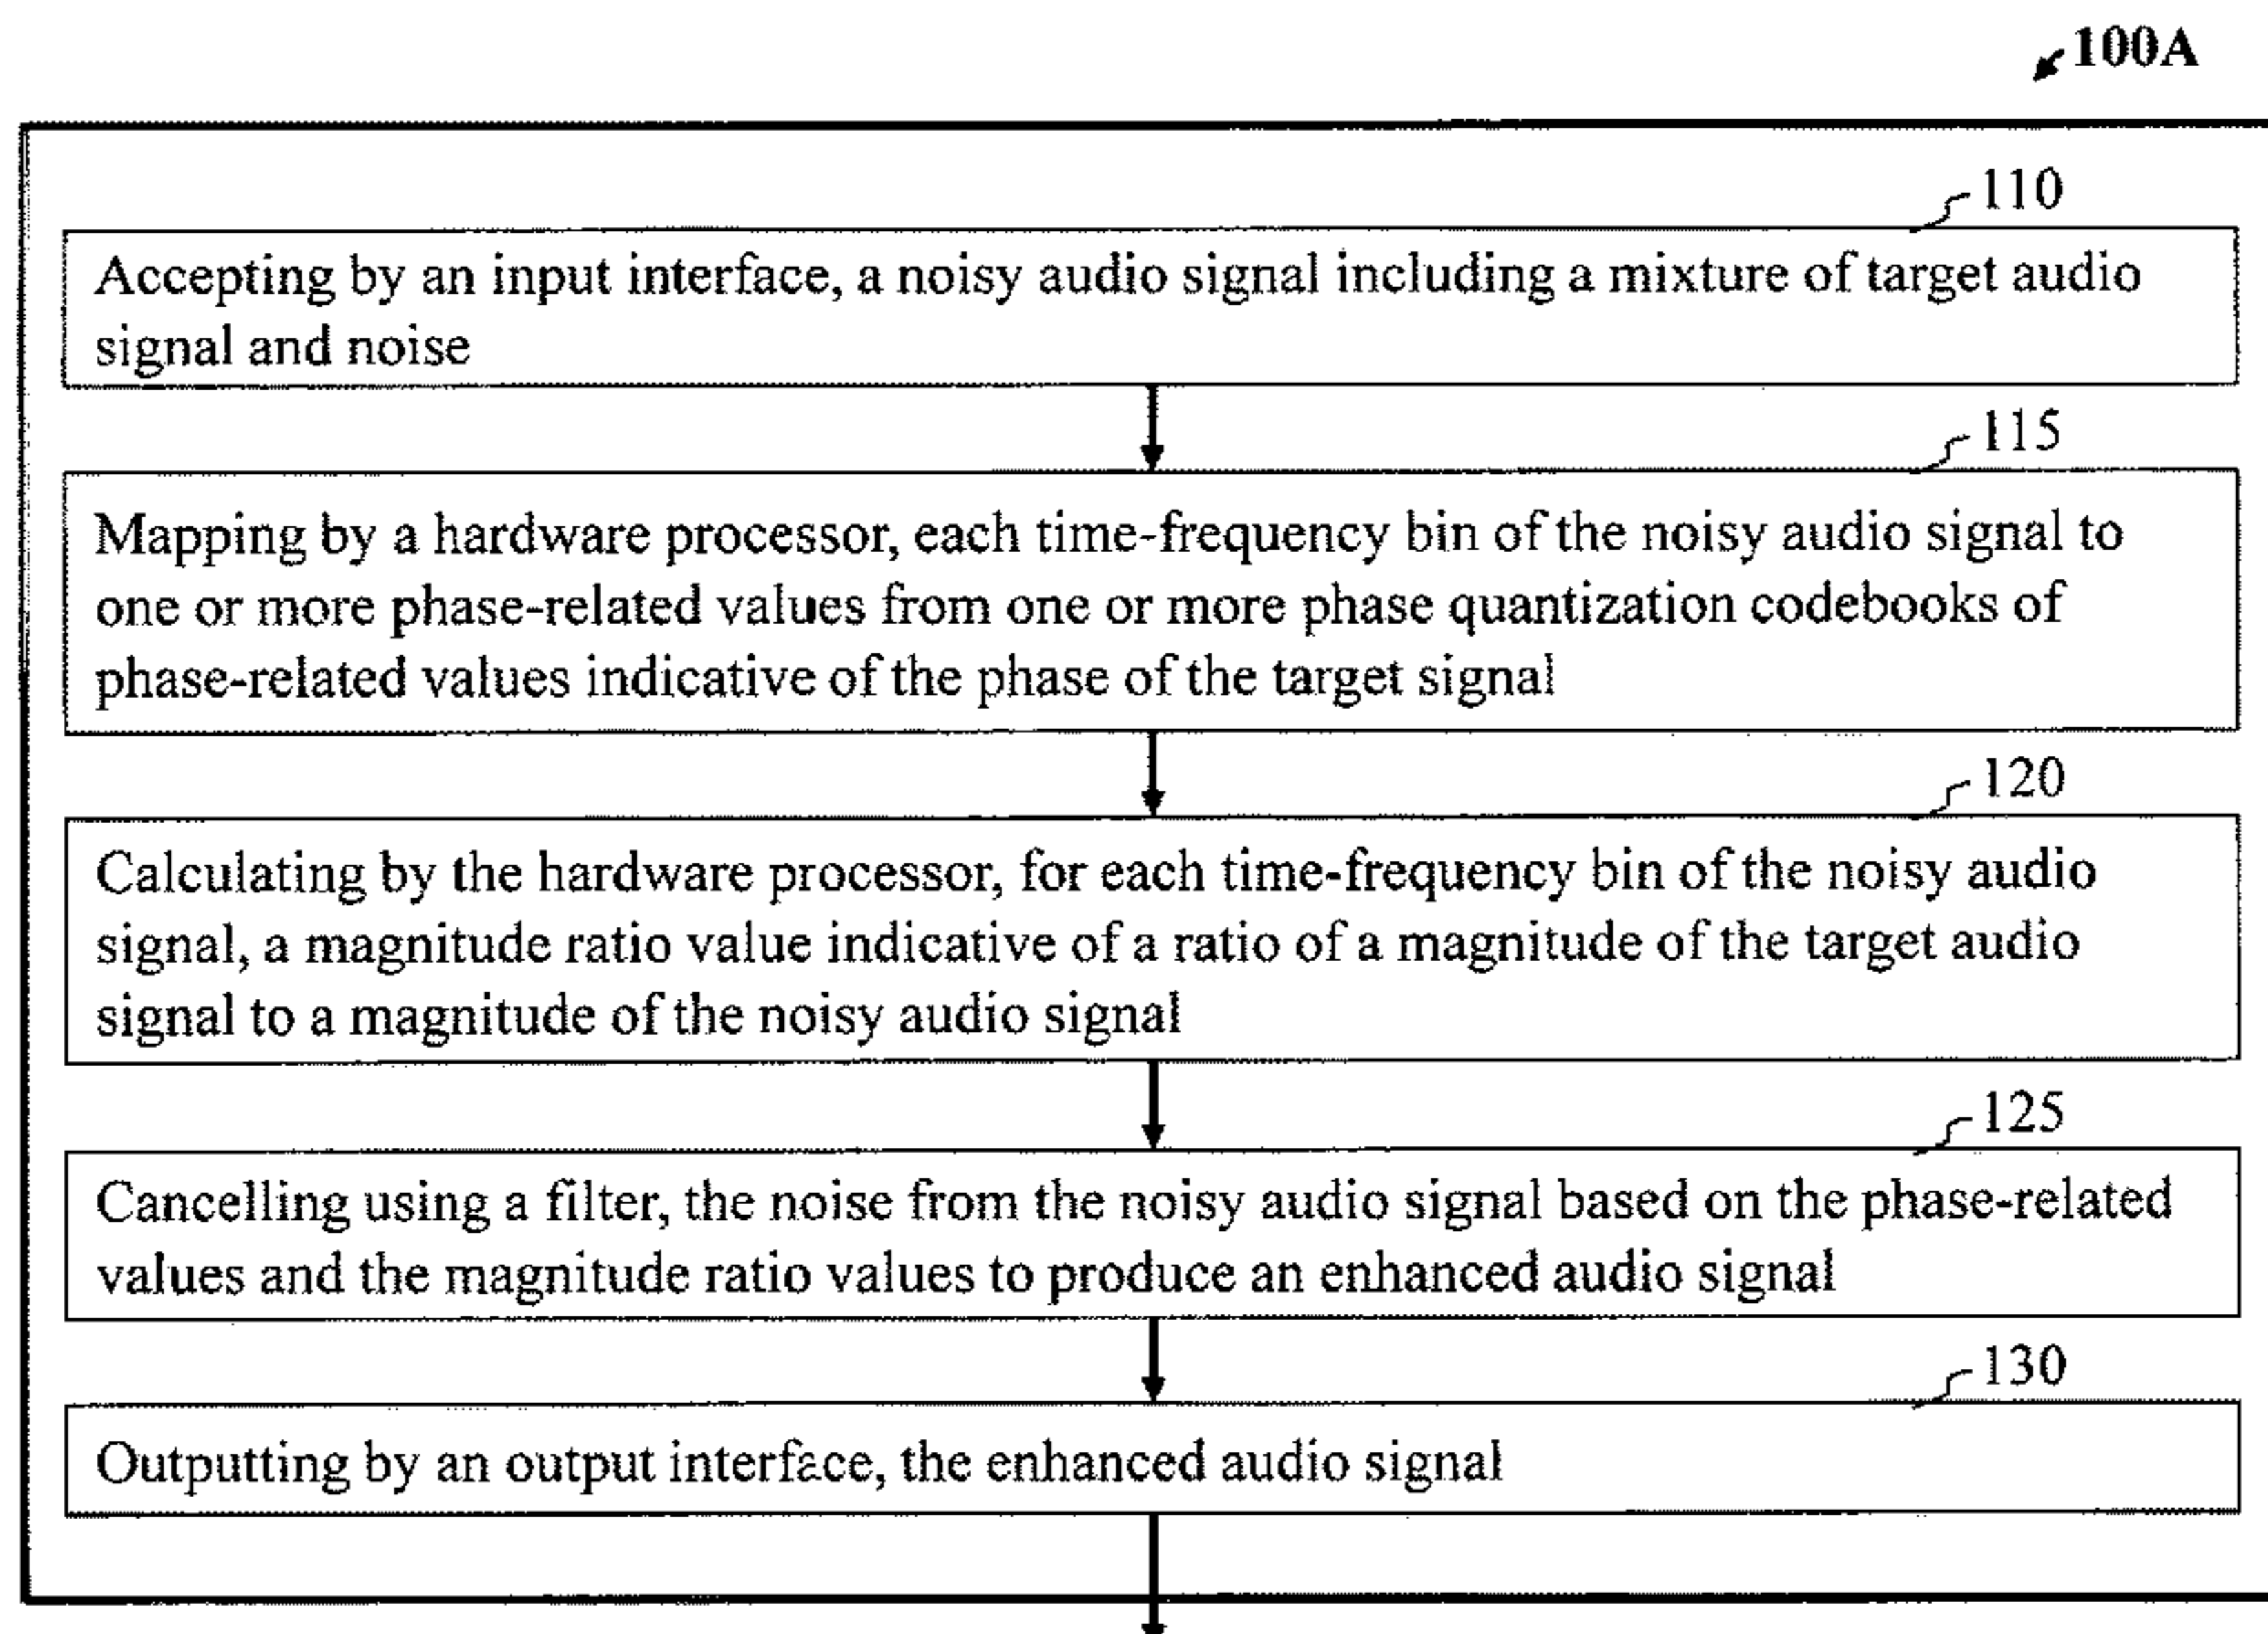 100A
110
Accepting by an input interface, a noisy audio signal including a mixture of target audio
signal and noise
115
Mapping by a hardware processor, each time-frequency bin of the noisy audio signal to
one or more phase-related values from one or more phase quantization codebooks of
phase-related values indicative of the phase of the target signal
120
Calculating by the hardware processor, for each time-frequency bin of the noisy audio
signal, a magnitude ratio value indicative of a ratio of a magnitude of the target audio
signal to a magnitude of the noisy audio signal
125
Cancelling using a filter, the noise from the noisy audio signal based on the phase-related
values and the magnitude ratio values to produce an enhanced audio signal
130
Outputting by an output interface, the enhanced audio signal